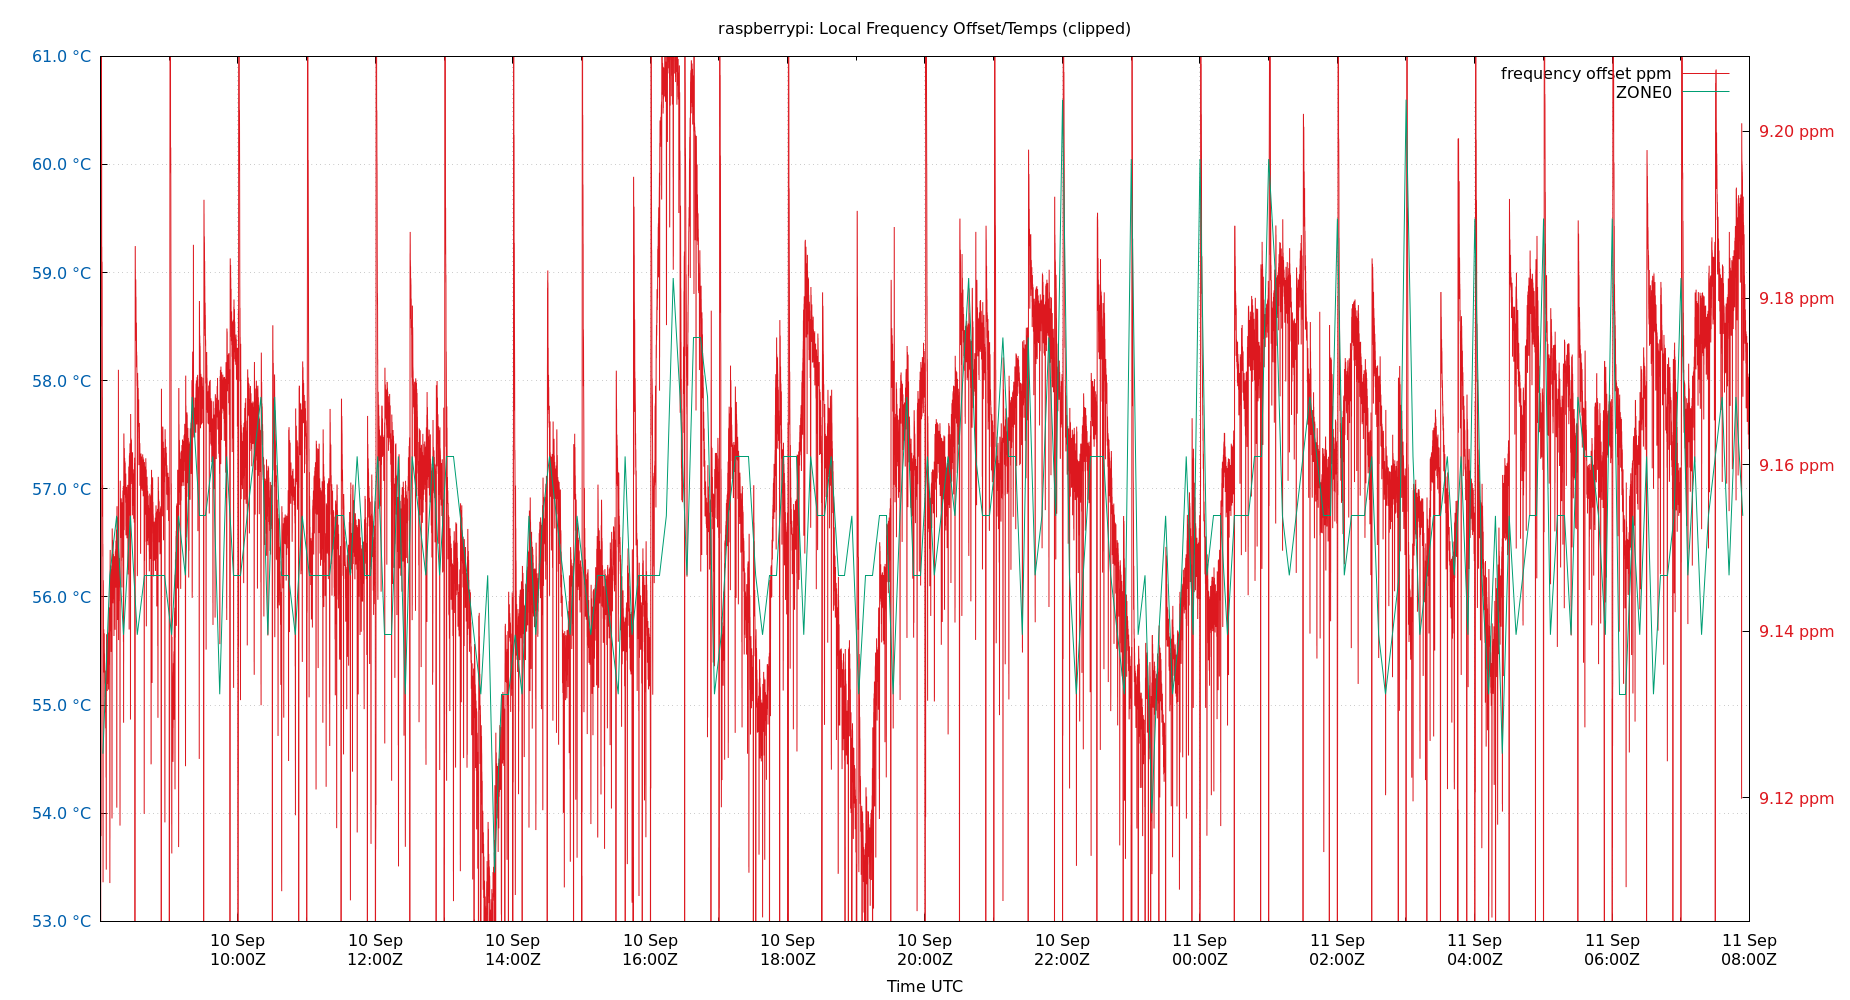 raspberrypi: Local Frequency Offset/Temps (clipped)
61.0 °C
60.0 °C
59.0 °C
58.0 °C
57.0 °C
56.0 °C
55.0 °C
54.0 °C
53.0 °C
frequency offset ppm
ZONE0
9.20 ppm
9.18 ppm
9.16 ppm
9.14 ppm
9.12 ppm
10 Sep 10 Sep 10 Sep 10 Sep 10 Sep 10 Sep 10 Sep 11 Sep 11 Sep 11 Sep 11 Sep 11 Sep
10:00Z 12:00Z 14:00Z 16:00Z 18:00Z 20:00Z 22:00Z 00:00Z 02:00Z 04:00Z 06:00Z 08:00Z
Time UTC